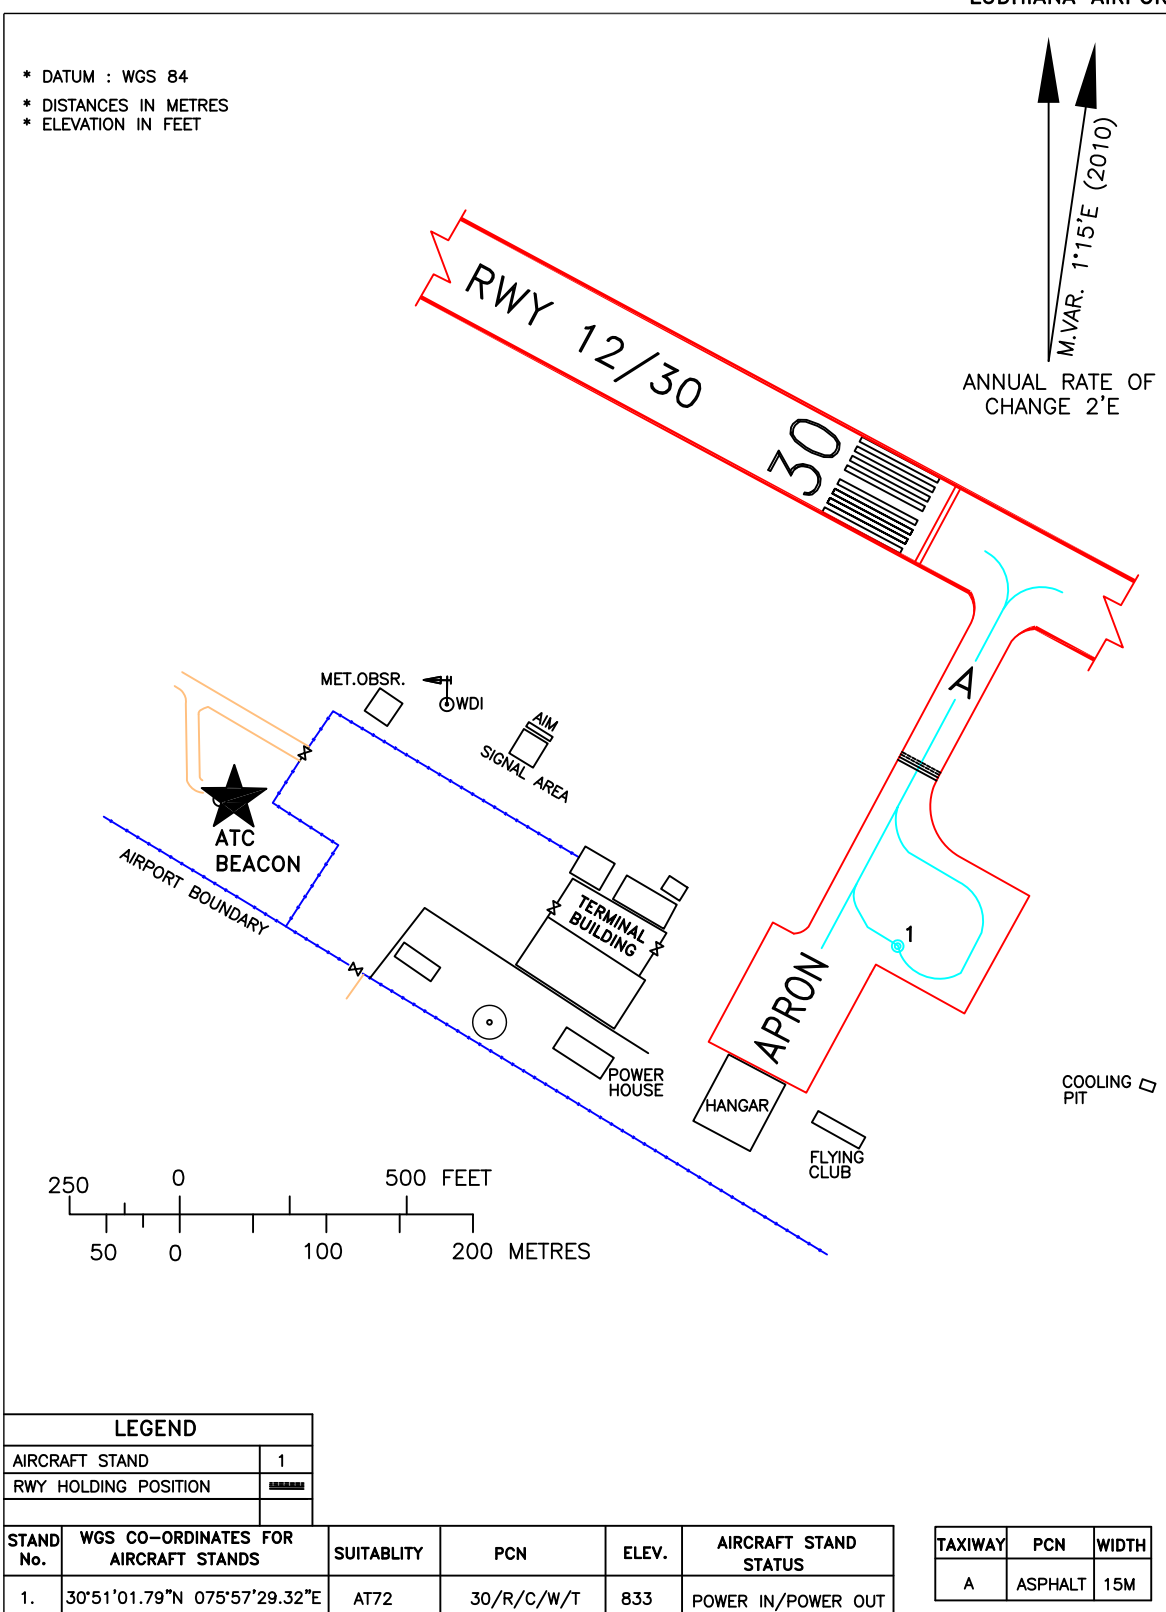 * DATUM : WGS 84
* DISTANCES IN METRES
* ELEVATION IN FEET
M.VAR. 1°15'E (2010)
ANNUAL RATE OF
CHANGE 2'E
RWY 12/30
30
A
MET.OBSR.
WDI
AIM
SIGNAL AREA
ATC
BEACON
AIRPORT BOUNDARY
TERMINAL
BUILDING
1
APRON
POWER
HOUSE
HANGAR
FLYING
CLUB
COOLING
PIT
250 0 500 FEET
50 0 100 200 METRES
LEGEND
AIRCRAFT STAND 1
RWY HOLDING POSITION
STAND No. WGS CO-ORDINATES FOR AIRCRAFT STANDS SUITABLITY PCN ELEV. AIRCRAFT STAND STATUS
1. 30°51'01.79"N 075°57'29.32"E AT72 30/R/C/W/T 833 POWER IN/POWER OUT
TAXIWAY PCN WIDTH
A ASPHALT 15M